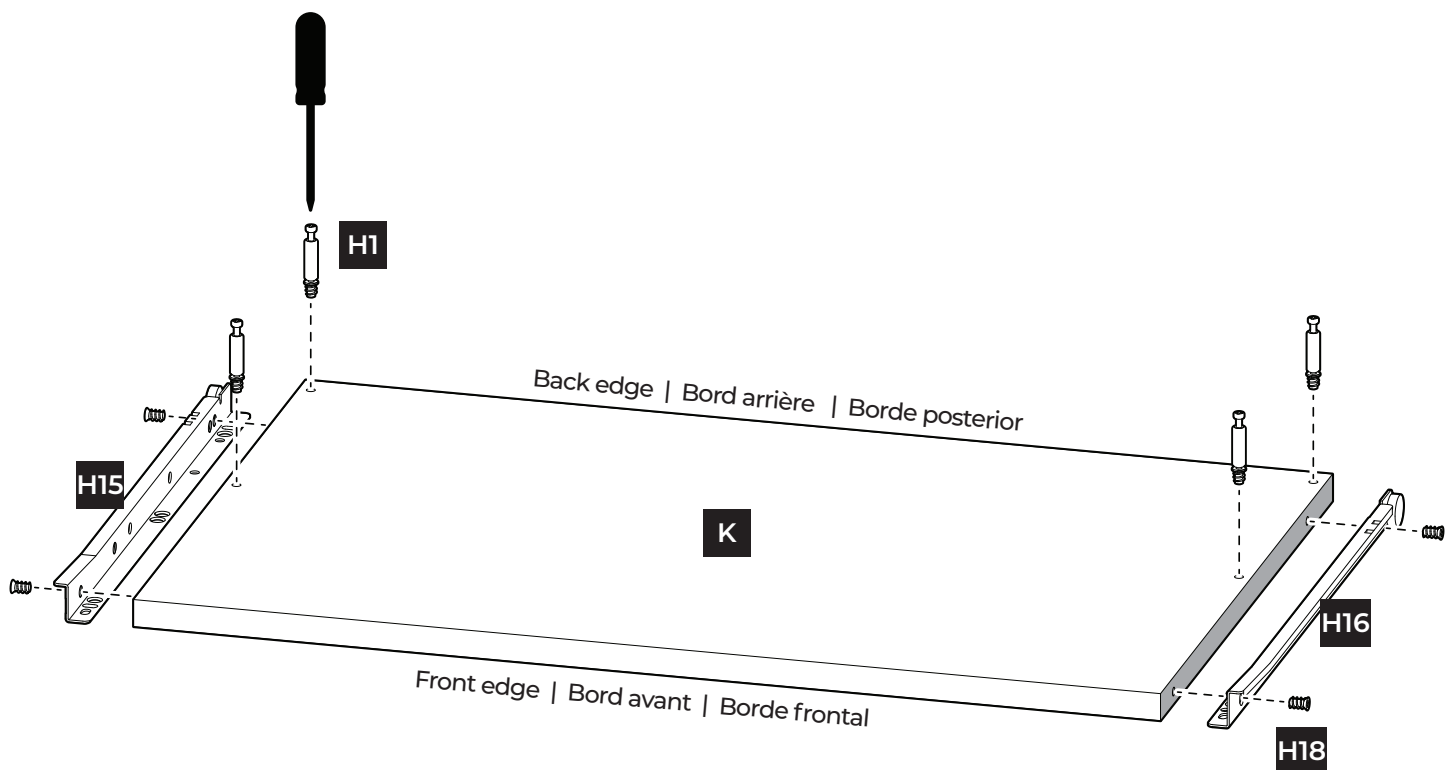 H1
Back edge | Bord arrière | Borde posterior
H15
K
H16
Front edge | Bord avant | Borde frontal
H18